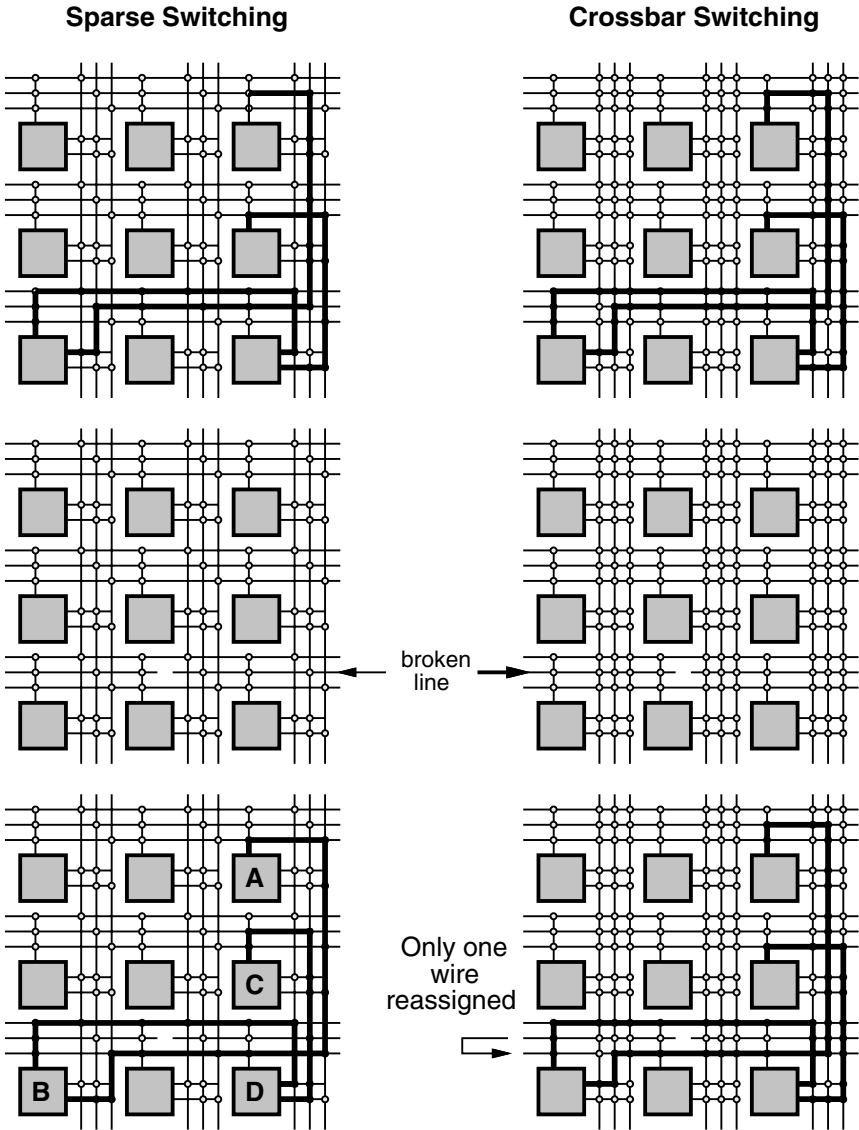 Sparse Switching
Crossbar Switching
broken
line
A
C
B
D
Only one
wire
reassigned